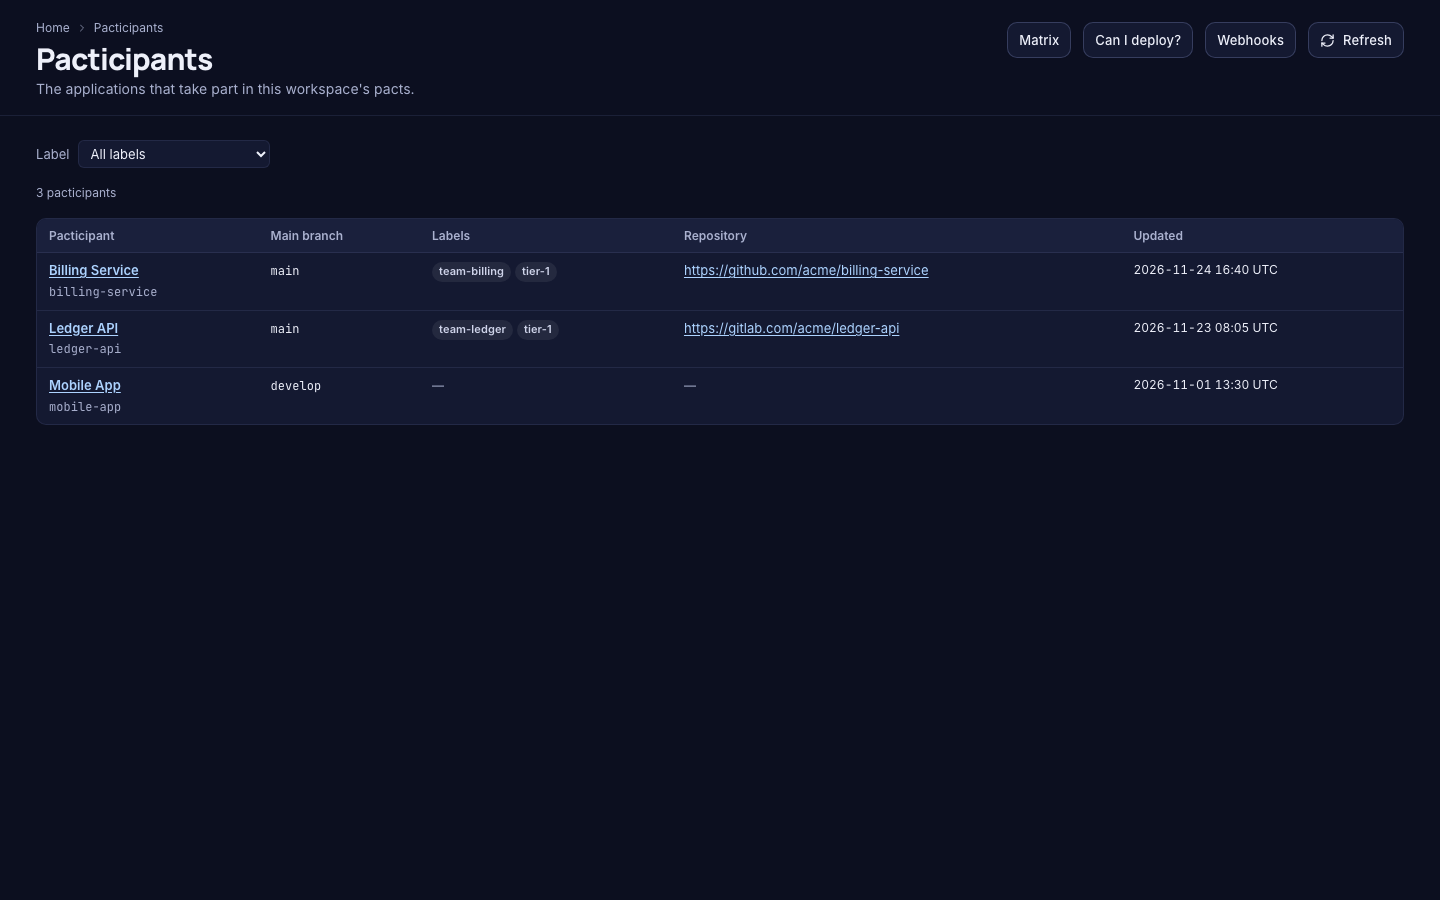 Home > Pacticipants
Pacticipants
The applications that take part in this workspace's pacts.
Matrix
Can I deploy?
Webhooks
Refresh
Label
All labels
3 pacticipants
Pacticipant Main branch Labels Repository Updated
Billing Service main team-billing tier-1 https://github.com/acme/billing-service 2026-11-24 16:40 UTC
billing-service
Ledger API main team-ledger tier-1 https://gitlab.com/acme/ledger-api 2026-11-23 08:05 UTC
ledger-api
Mobile App develop — — 2026-11-01 13:30 UTC
mobile-app